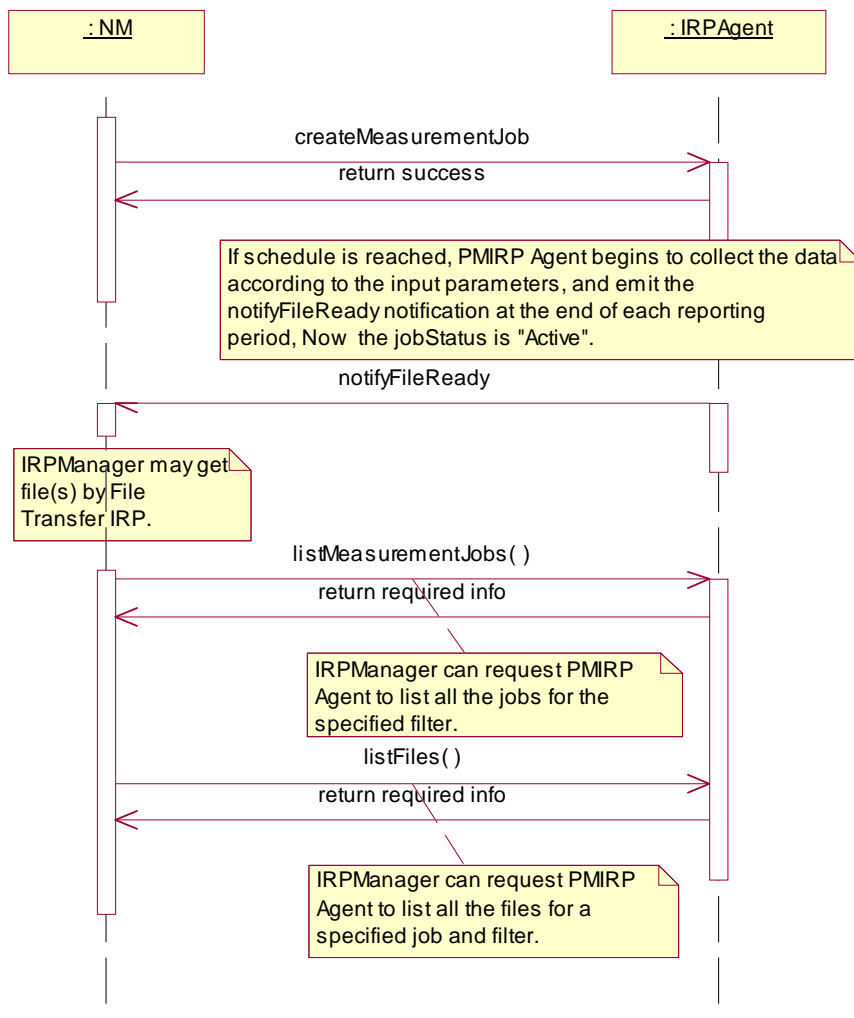 : NM
: IRPAgent
createMeasurementJob
return success
If schedule is reached, PMIRP Agent begins to collect the data
according to the input parameters, and emit the
notifyFileReady notification at the end of each reporting
period, Now the jobStatus is "Active".
notifyFileReady
IRPManager may get
file(s) by File
Transfer IRP.
listMeasurementJobs( )
return required info
IRPManager can request PMIRP
Agent to list all the jobs for the
specified filter.
listFiles( )
return required info
IRPManager can request PMIRP
Agent to list all the files for a
specified job and filter.